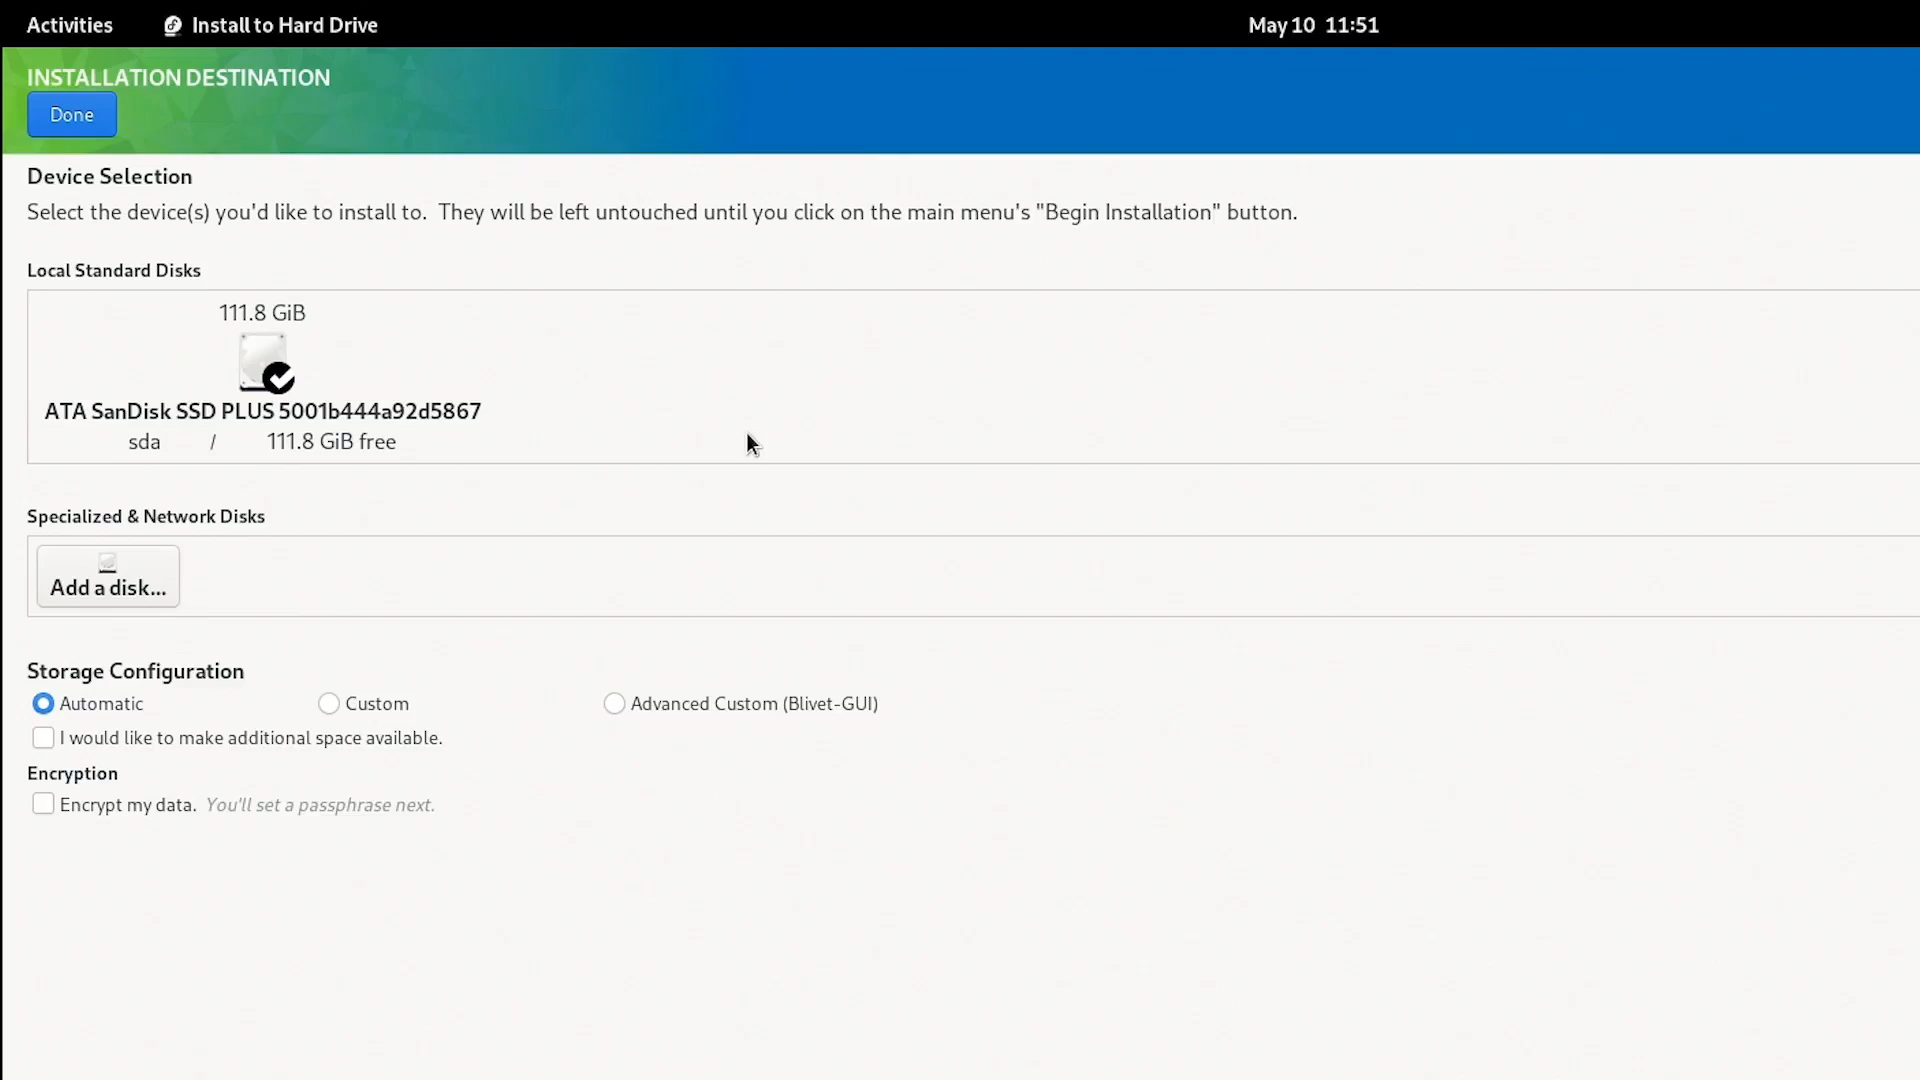 Activities Install to Hard Drive May 10 11:51
INSTALLATION DESTINATION
Done
Device Selection
Select the device(s) you'd like to install to. They will be left untouched until you click on the main menu's "Begin Installation" button.
Local Standard Disks
111.8 GiB
ATA SanDisk SSD PLUS 5001b444a92d5867
sda / 111.8 GiB free
Specialized & Network Disks
Add a disk...
Storage Configuration
Automatic Custom Advanced Custom (Blivet-GUI)
I would like to make additional space available.
Encryption
Encrypt my data. You'll set a passphrase next.